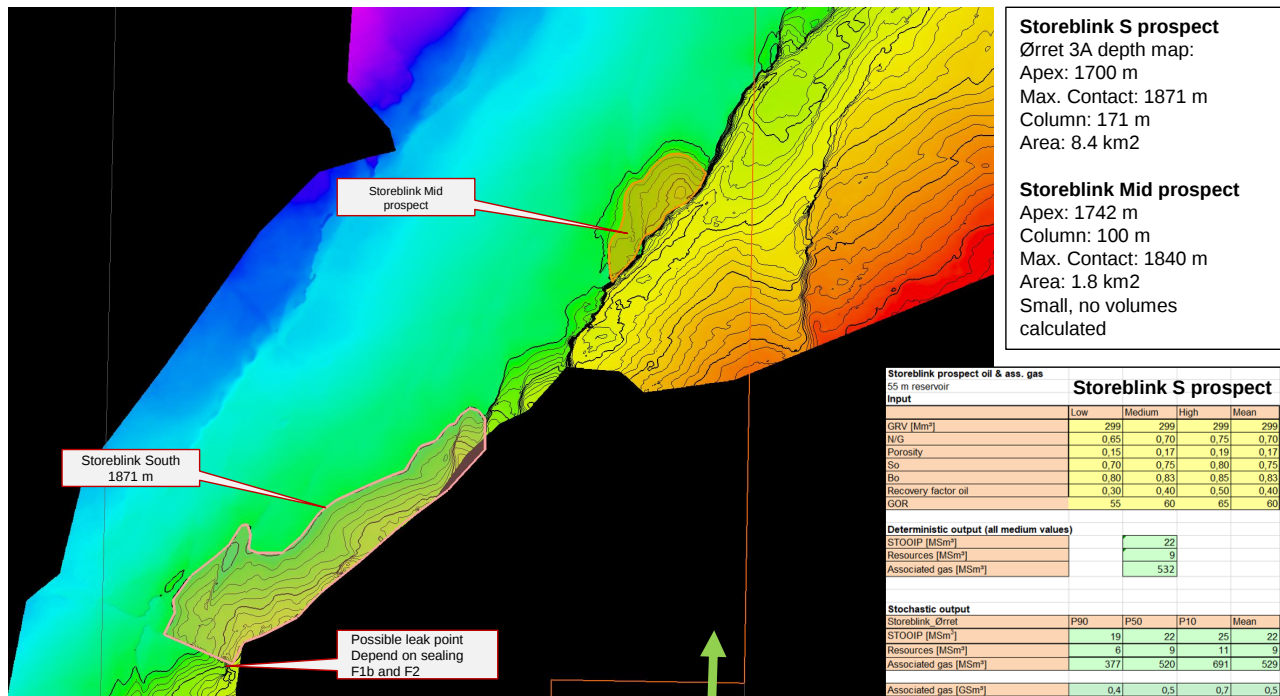 Storeblink S prospect
Ørret 3A depth map:
Apex: 1700 m
Max. Contact: 1871 m
Column: 171 m
Area: 8.4 km2
Storeblink Mid prospect
Apex: 1742 m
Column: 100 m
Max. Contact: 1840 m
Area: 1.8 km2
Small, no volumes
calculated
Storeblink Mid
prospect
Storeblink South
1871 m
Possible leak point
Depend on sealing
F1b and F2
Storeblink prospect oil & ass. gas
55 m reservoir
Storeblink S prospect
Input
Low Medium High Mean
GRV [Mm³] 299 299 299 299
N/G 0,65 0,70 0,75 0,70
Porosity 0,15 0,17 0,19 0,17
So 0,70 0,75 0,80 0,75
Bo 0,80 0,83 0,85 0,83
Recovery factor oil 0,30 0,40 0,50 0,40
GOR 55 60 65 60
Deterministic output (all medium values)
STOOIP [MSm³] 22
Resources [MSm³] 9
Associated gas [MSm³] 532
Stochastic output
Storeblink_Ørret P90 P50 P10 Mean
STOOIP [MSm³] 19 22 25 22
Resources [MSm³] 6 9 11 9
Associated gas [MSm³] 377 520 691 529
Associated gas [GSm³] 0,4 0,5 0,7 0,5